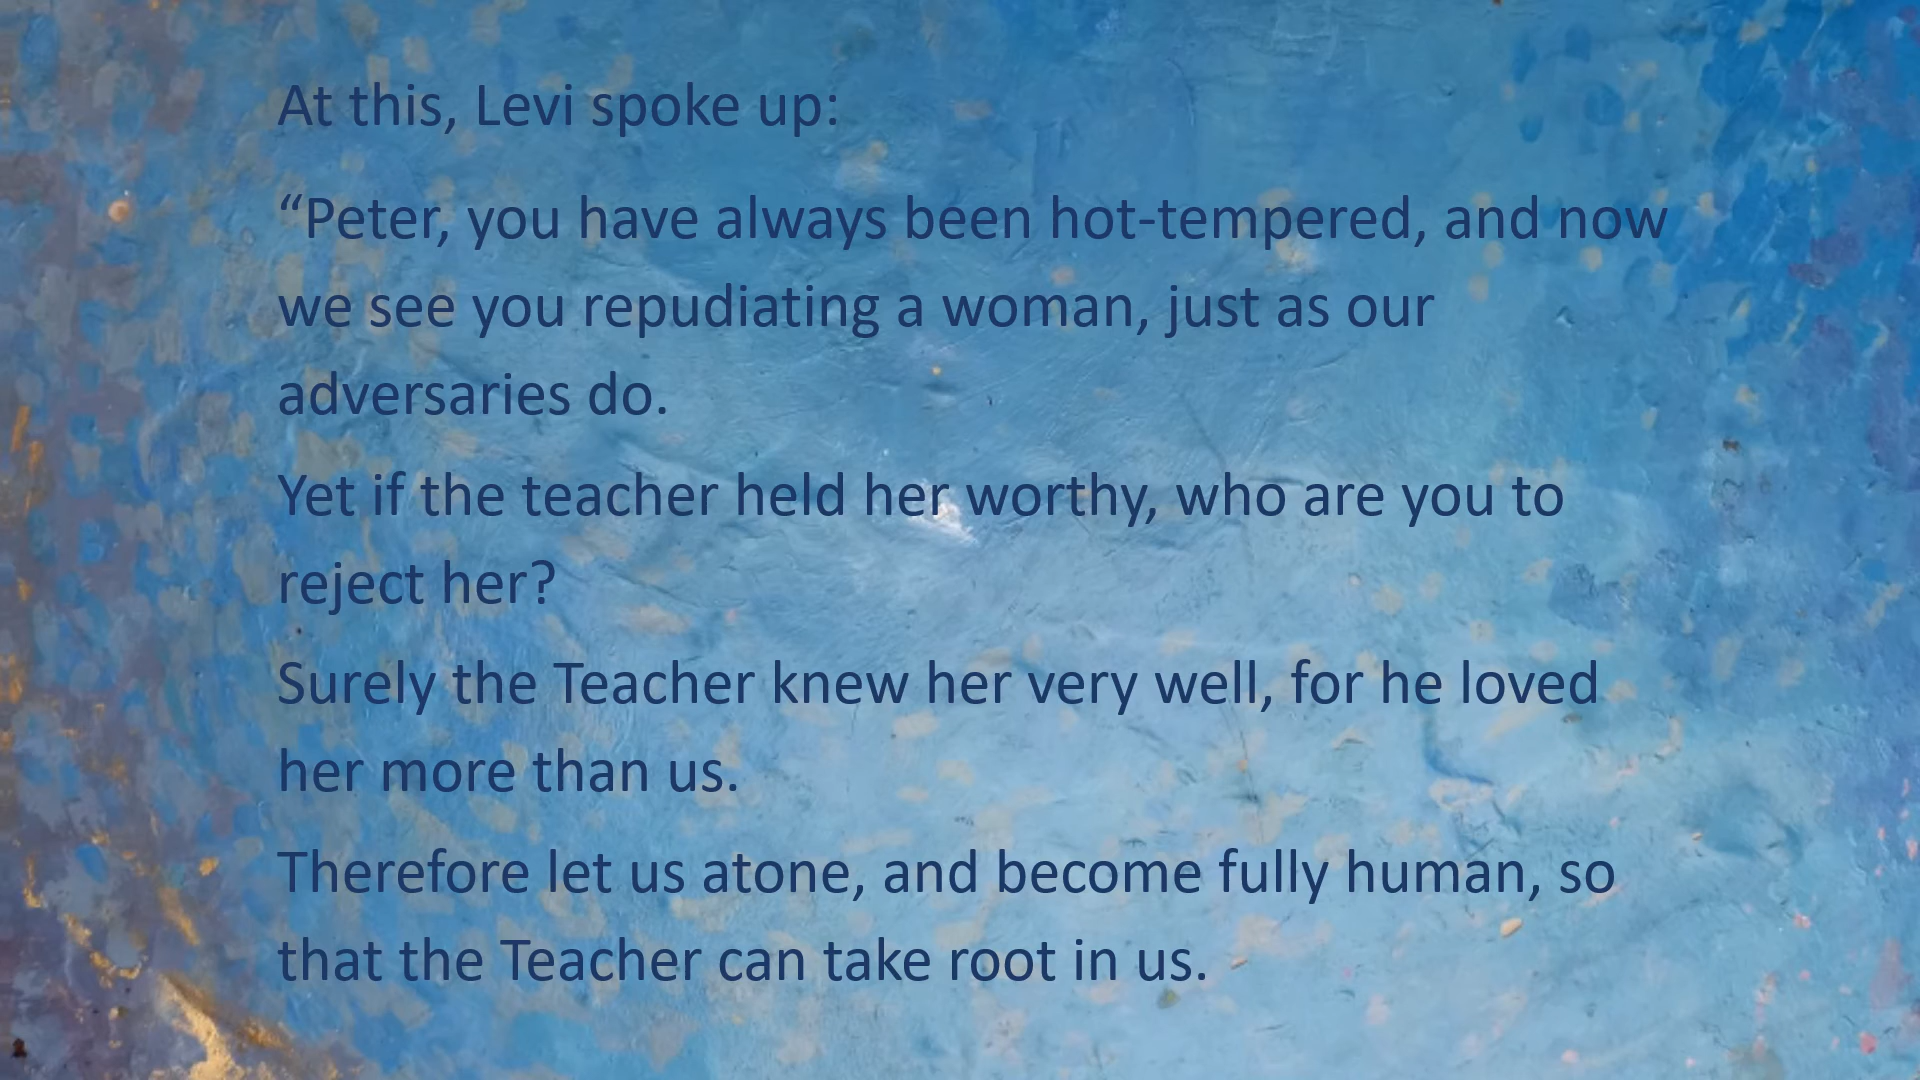 At this, Levi spoke up:
“Peter, you have always been hot-tempered, and now
we see you repudiating a woman, just as our
adversaries do.
Yet if the teacher held her worthy, who are you to
reject her?
Surely the Teacher knew her very well, for he loved
her more than us.
Therefore let us atone, and become fully human, so
that the Teacher can take root in us.